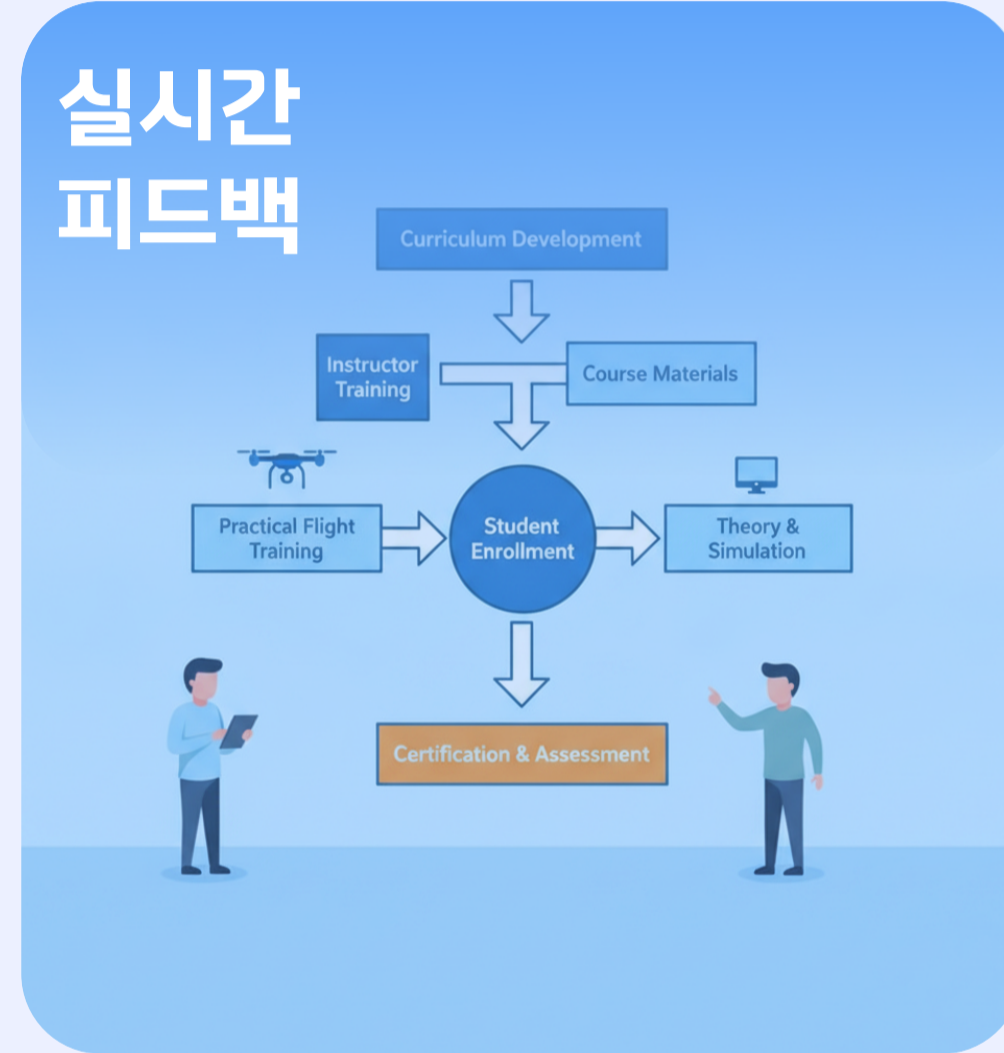 실시간
피드백
Curriculum Development
Instructor
Training
Course Materials
Practical Flight
Training
Student
Enrollment
Theory &
Simulation
Certification & Assessment